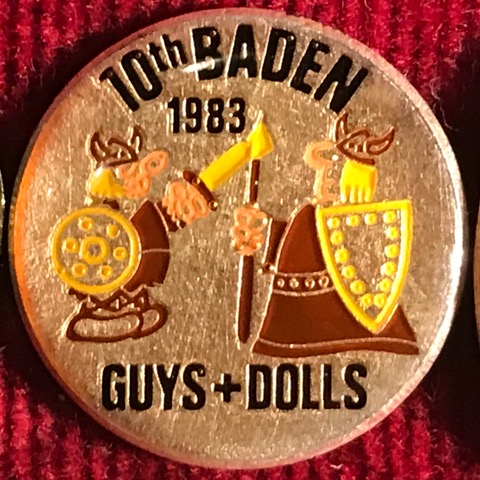 10th BADEN
1983
GUYS + DOLLS